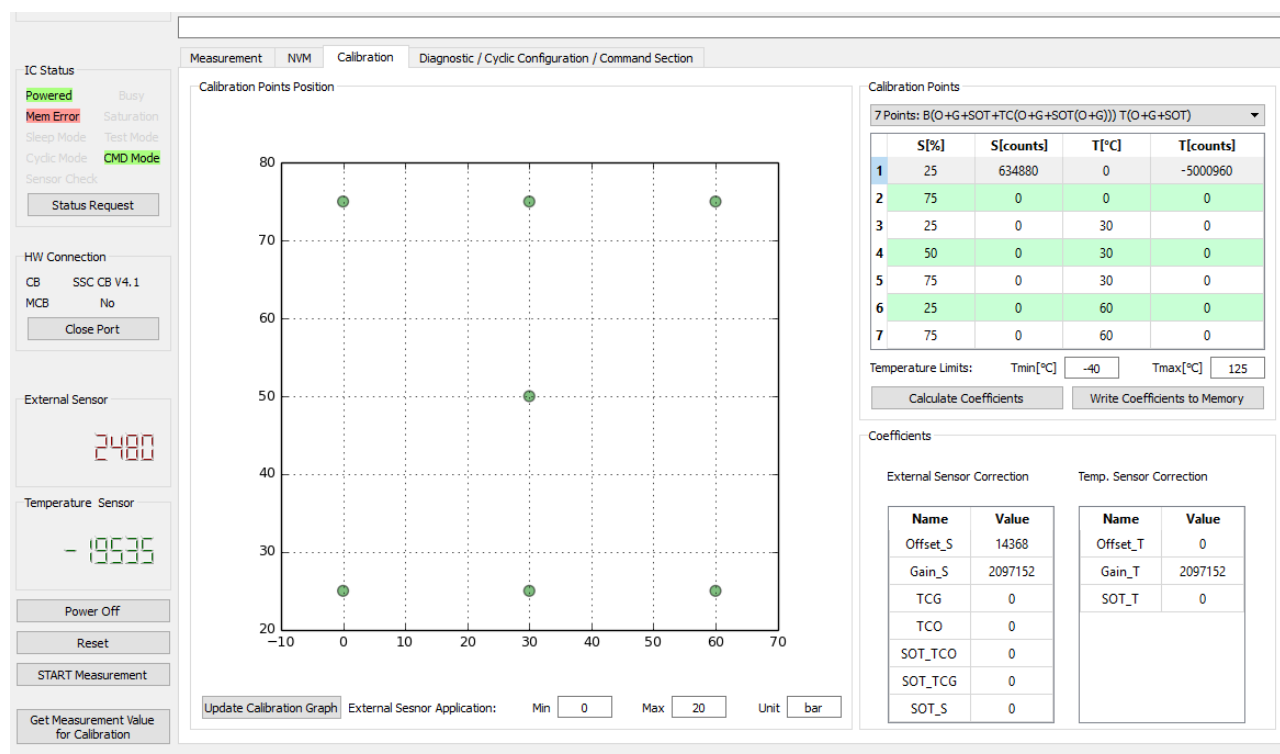 Measurement NVM Calibration Diagnostic / Cyclic Configuration / Command Section
IC Status
Powered Busy
Mem Error Saturation
Sleep Mode Test Mode
Cyclic Mode CMD Mode
Sensor Check
Status Request
HW Connection
CB SSC CB V4.1
MCB No
Close Port
External Sensor
2480
Temperature Sensor
-19535
Power Off
Reset
START Measurement
Get Measurement Value
for Calibration
Calibration Points Position
80
70
60
50
40
30
20
−10 0 10 20 30 40 50 60 70
Update Calibration Graph External Sesnor Application: Min 0 Max 20 Unit bar
Calibration Points
7 Points: B(O+G+SOT+TC(O+G+SOT(O+G))) T(O+G+SOT)
S[%] S[counts] T[°C] T[counts]
1 25 634880 0 -5000960
2 75 0 0 0
3 25 0 30 0
4 50 0 30 0
5 75 0 30 0
6 25 0 60 0
7 75 0 60 0
Temperature Limits: Tmin[°C] -40 Tmax[°C] 125
Calculate Coefficients Write Coefficients to Memory
Coefficients
External Sensor Correction
Name Value
Offset_S 14368
Gain_S 2097152
TCG 0
TCO 0
SOT_TCO 0
SOT_TCG 0
SOT_S 0
Temp. Sensor Correction
Name Value
Offset_T 0
Gain_T 2097152
SOT_T 0